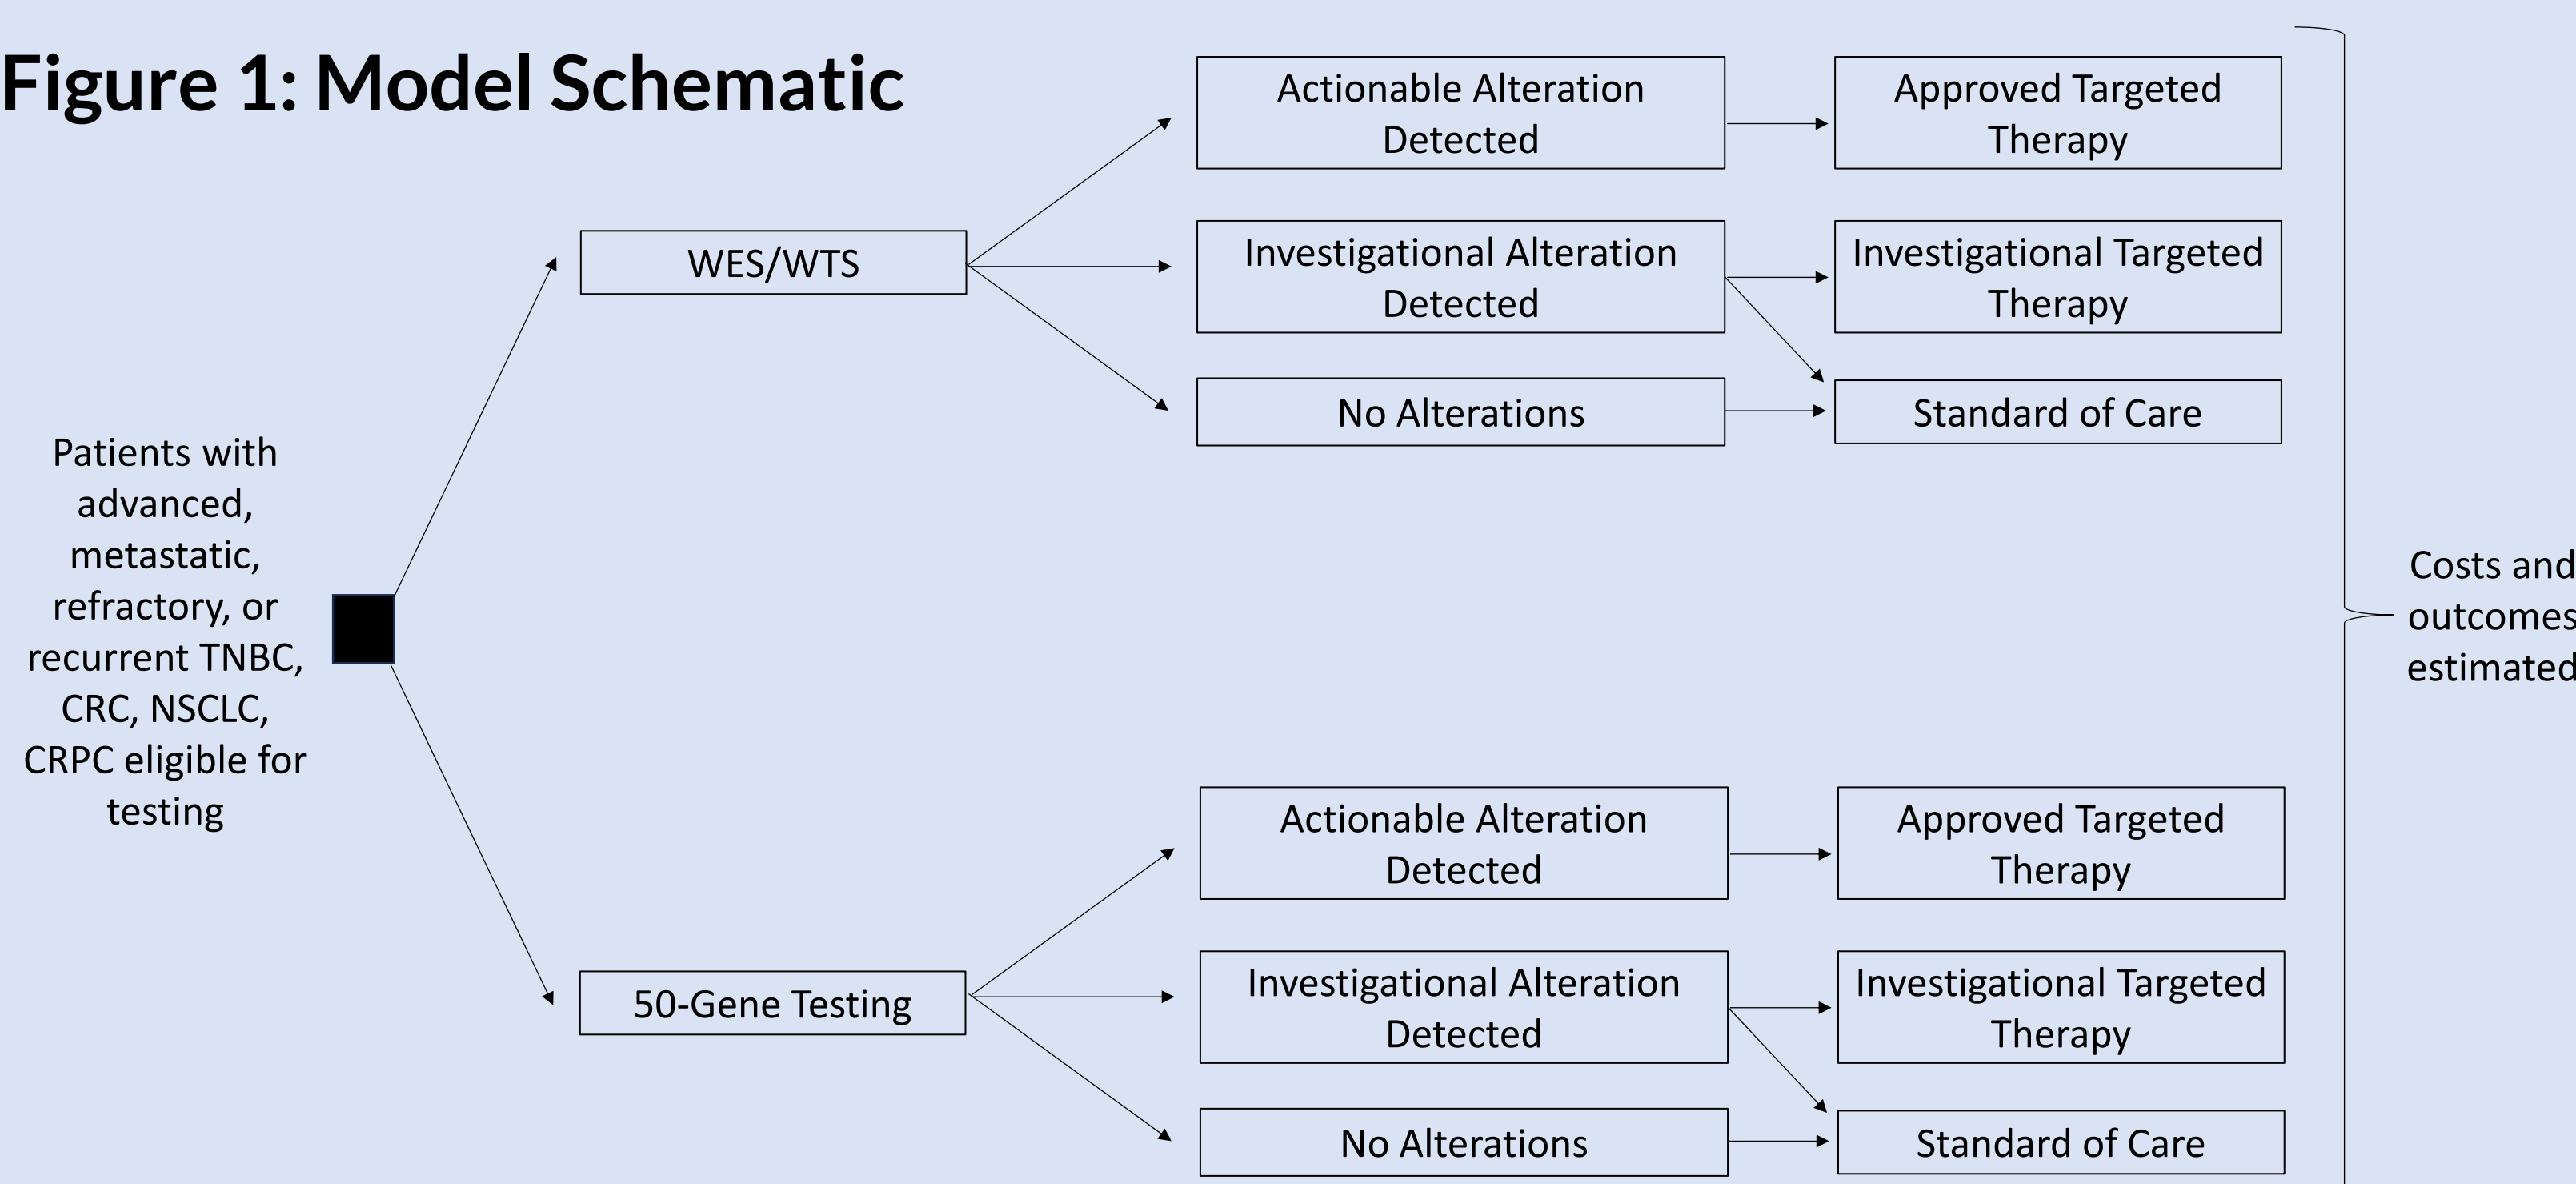 Figure 1: Model Schematic
Patients with
advanced,
metastatic,
refractory, or
recurrent TNBC,
CRC, NSCLC,
CRPC eligible for
testing
WES/WTS
Actionable Alteration
Detected
Approved Targeted
Therapy
Investigational Alteration
Detected
Investigational Targeted
Therapy
No Alterations
Standard of Care
50-Gene Testing
Actionable Alteration
Detected
Approved Targeted
Therapy
Investigational Alteration
Detected
Investigational Targeted
Therapy
No Alterations
Standard of Care
Costs and
outcomes
estimated